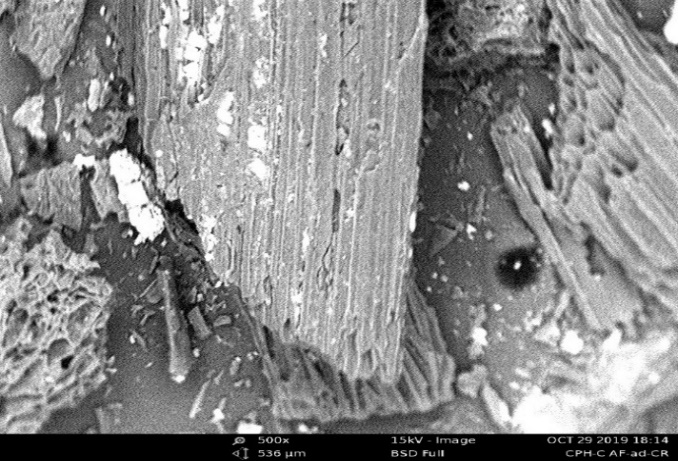 500x 15kV - Image OCT 29 2019 18:14
536 µm BSD Full CPH-C AF-ad-CR